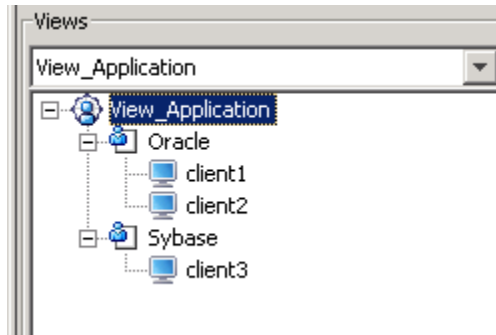 Views
View_Application
View_Application
Oracle
client1
client2
Sybase
client3